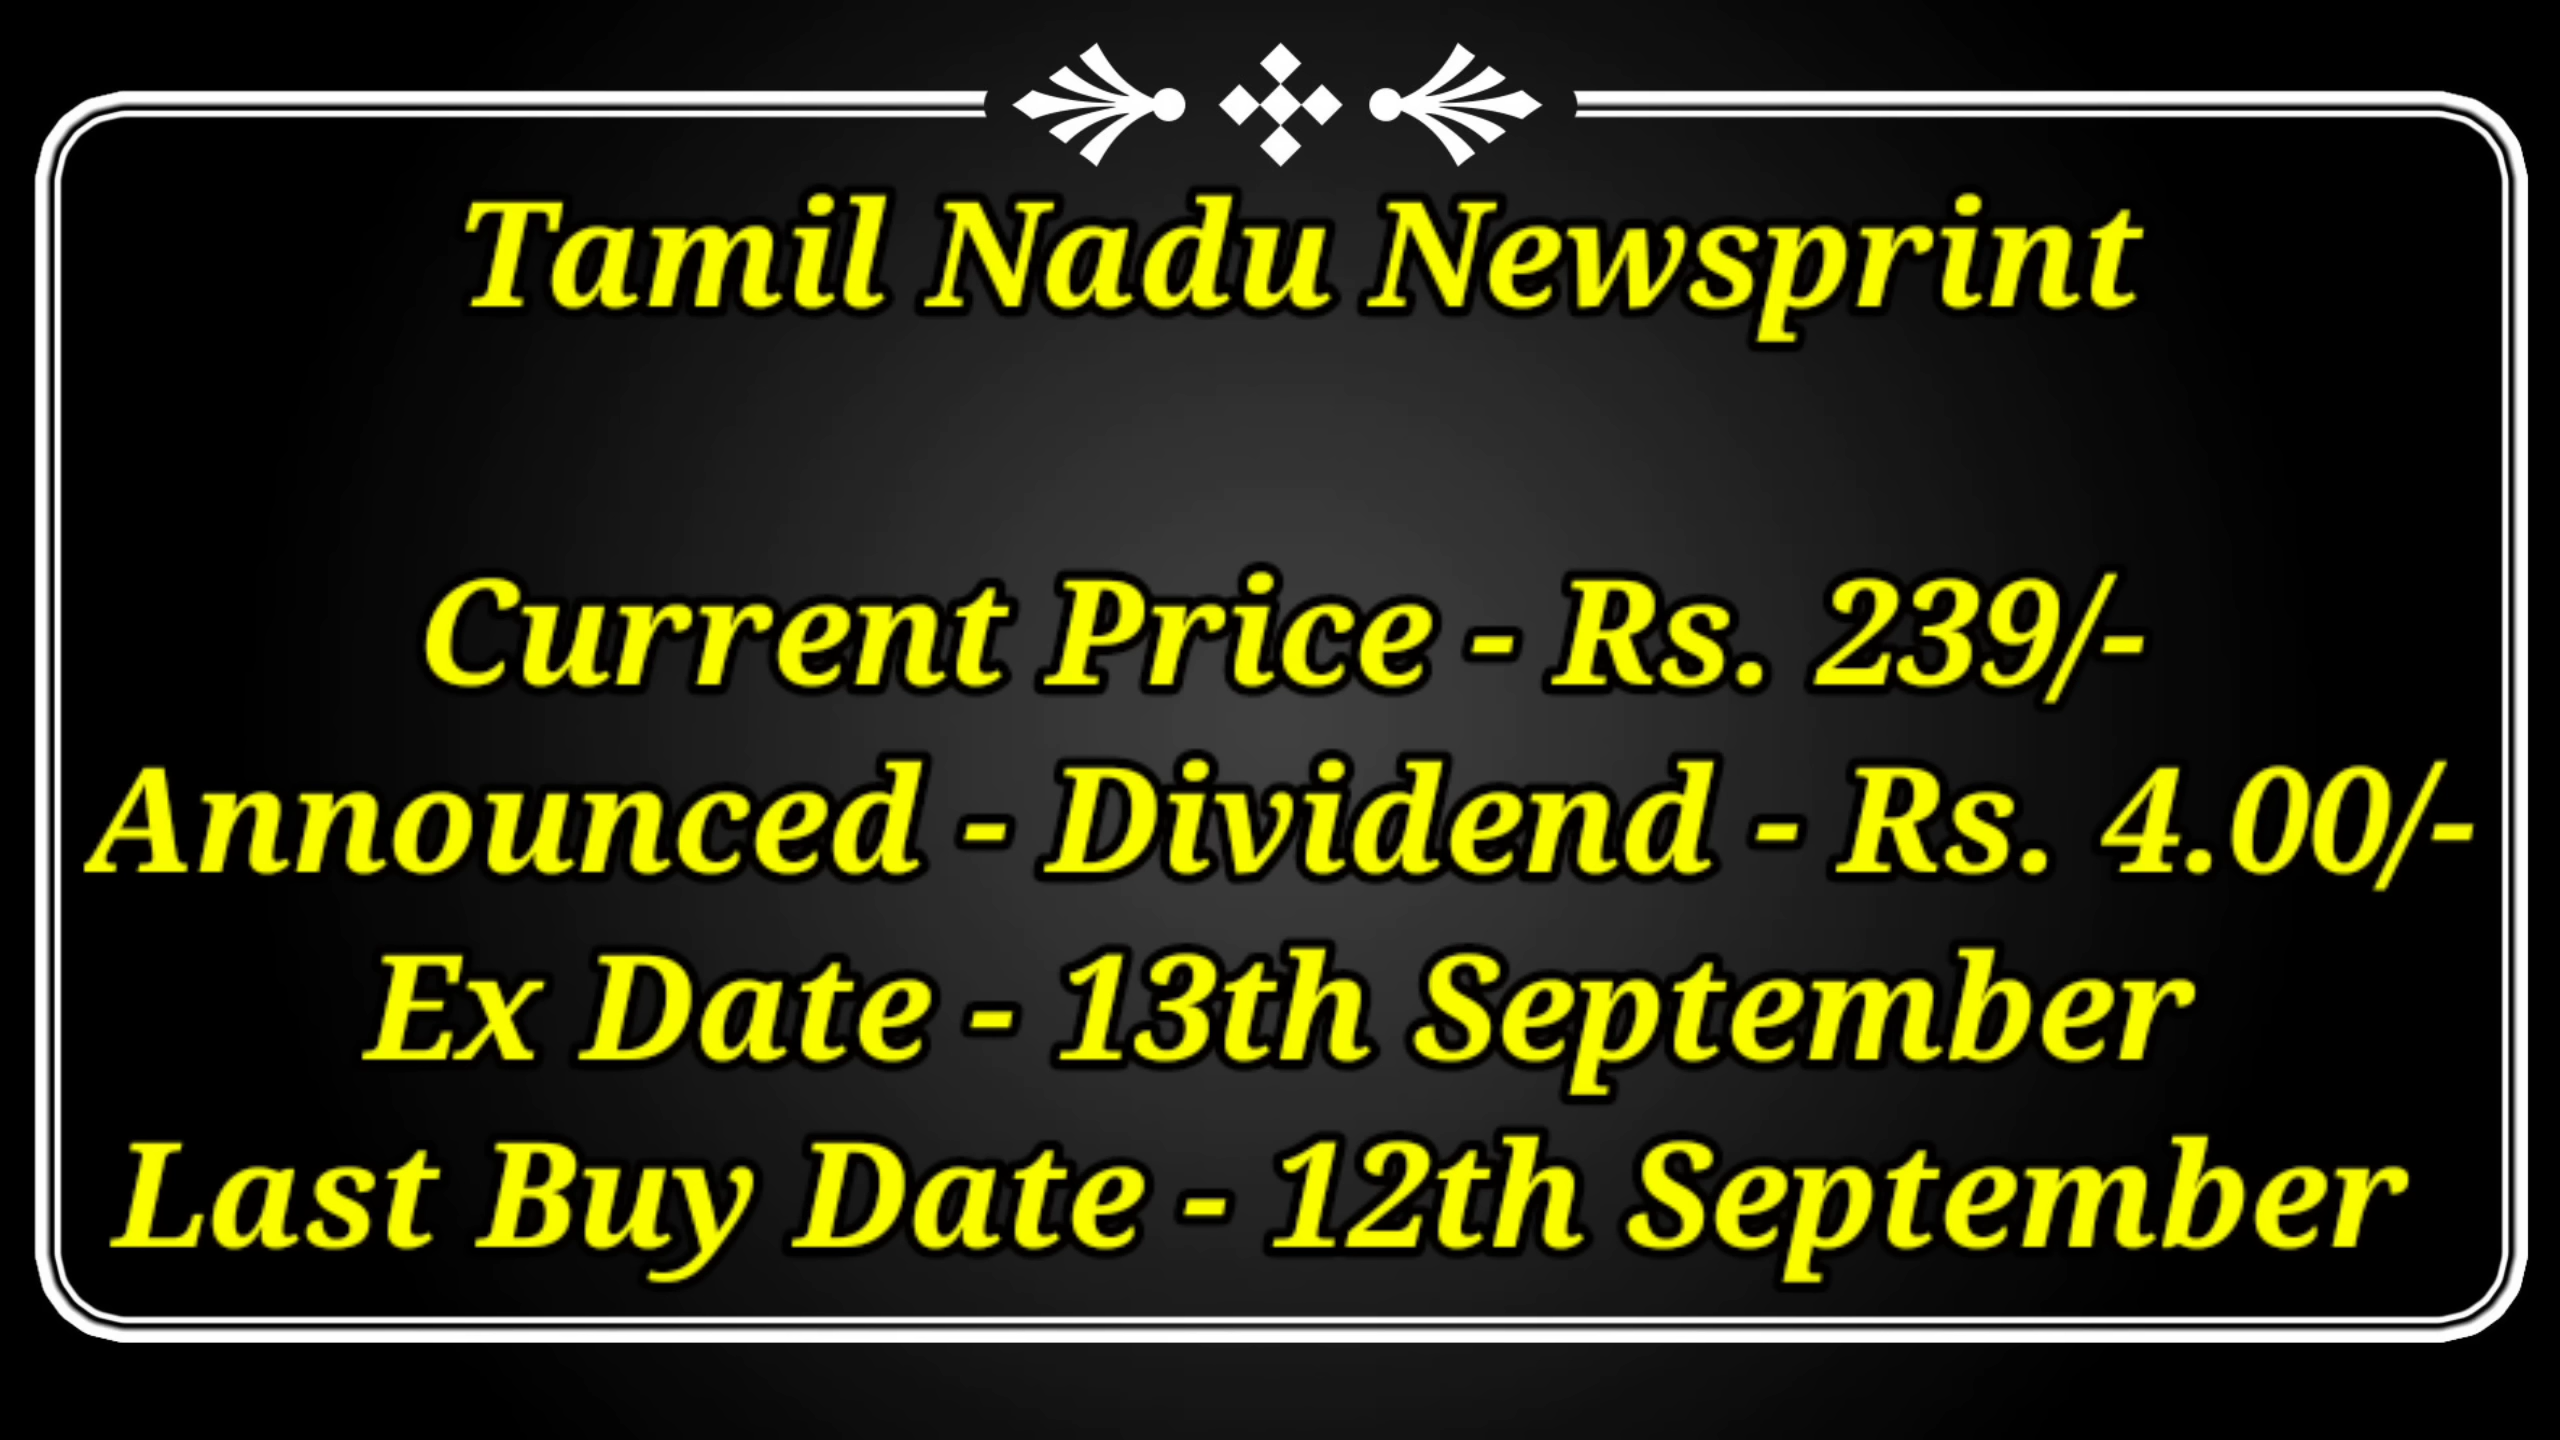 Tamil Nadu Newsprint
Current Price - Rs. 239/-
Announced - Dividend - Rs. 4.00/-
Ex Date - 13th September
Last Buy Date - 12th September